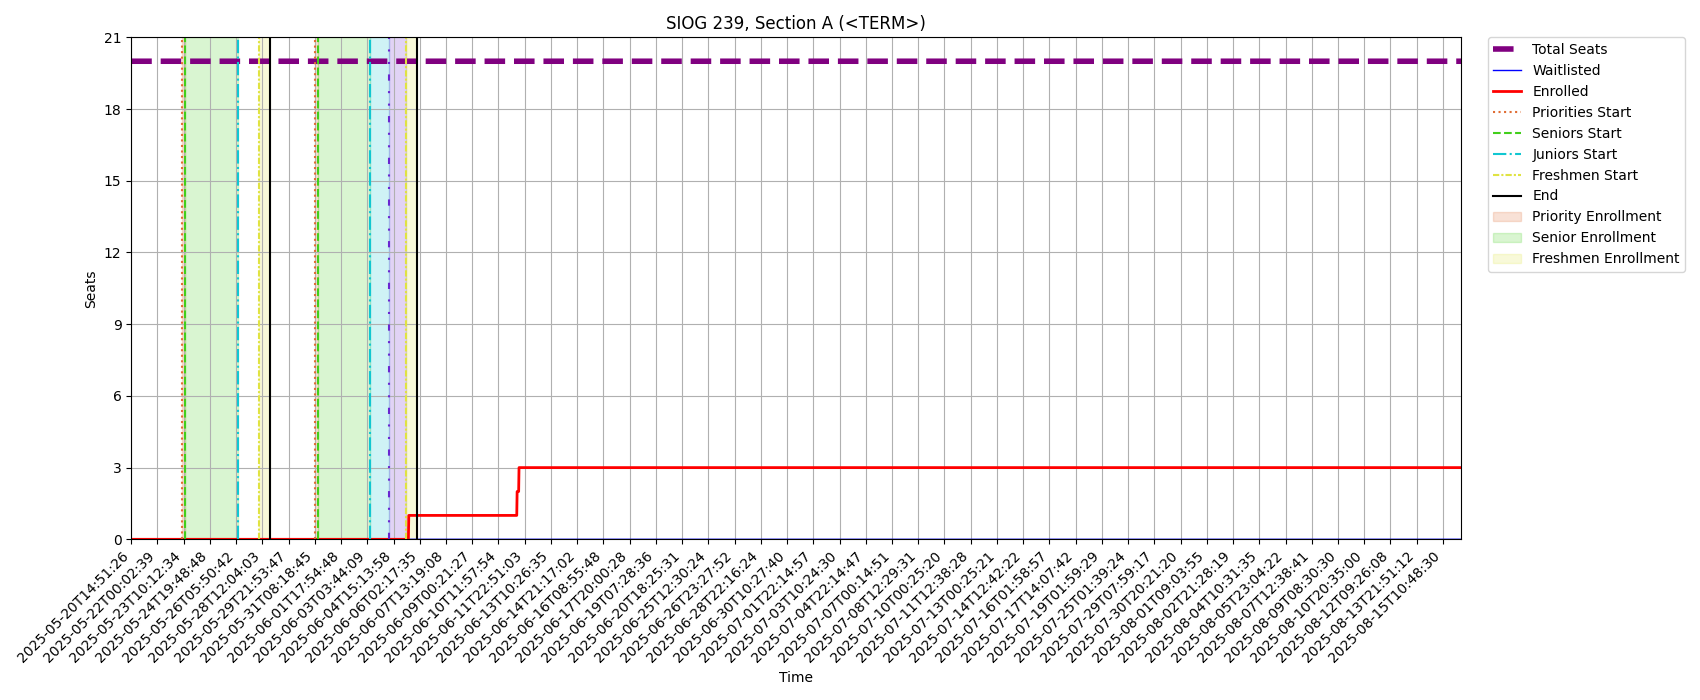 SIOG 239, Section A (<TERM>)
21
18
15
12
9
6
3
0
Seats
2025-05-20T14:51:26
2025-05-22T00:02:39
2025-05-23T10:12:34
2025-05-24T19:48:48
2025-05-26T05:50:42
2025-05-28T12:04:03
2025-05-29T21:53:47
2025-05-31T08:18:45
2025-06-01T17:54:48
2025-06-03T03:44:09
2025-06-04T15:13:58
2025-06-06T02:17:35
2025-06-07T13:19:08
2025-06-09T00:21:27
2025-06-10T11:57:54
2025-06-11T22:51:03
2025-06-13T10:26:35
2025-06-14T21:17:02
2025-06-16T08:55:48
2025-06-17T20:00:28
2025-06-19T07:28:36
2025-06-20T18:25:31
2025-06-25T12:30:24
2025-06-26T23:27:52
2025-06-28T22:16:24
2025-06-30T10:27:40
2025-07-01T22:14:57
2025-07-03T10:24:30
2025-07-04T22:14:47
2025-07-07T00:14:51
2025-07-08T12:29:31
2025-07-10T00:25:20
2025-07-11T12:38:28
2025-07-13T00:25:21
2025-07-14T12:42:22
2025-07-16T01:58:57
2025-07-17T14:07:42
2025-07-19T01:59:29
2025-07-25T01:39:24
2025-07-29T07:59:17
2025-07-30T20:21:20
2025-08-01T09:03:55
2025-08-02T21:28:19
2025-08-04T10:31:35
2025-08-05T23:04:22
2025-08-07T12:38:41
2025-08-09T08:30:30
2025-08-10T20:35:00
2025-08-12T09:26:08
2025-08-13T21:51:12
2025-08-15T10:48:30
Time
Total Seats
Waitlisted
Enrolled
Priorities Start
Seniors Start
Juniors Start
Freshmen Start
End
Priority Enrollment
Senior Enrollment
Freshmen Enrollment